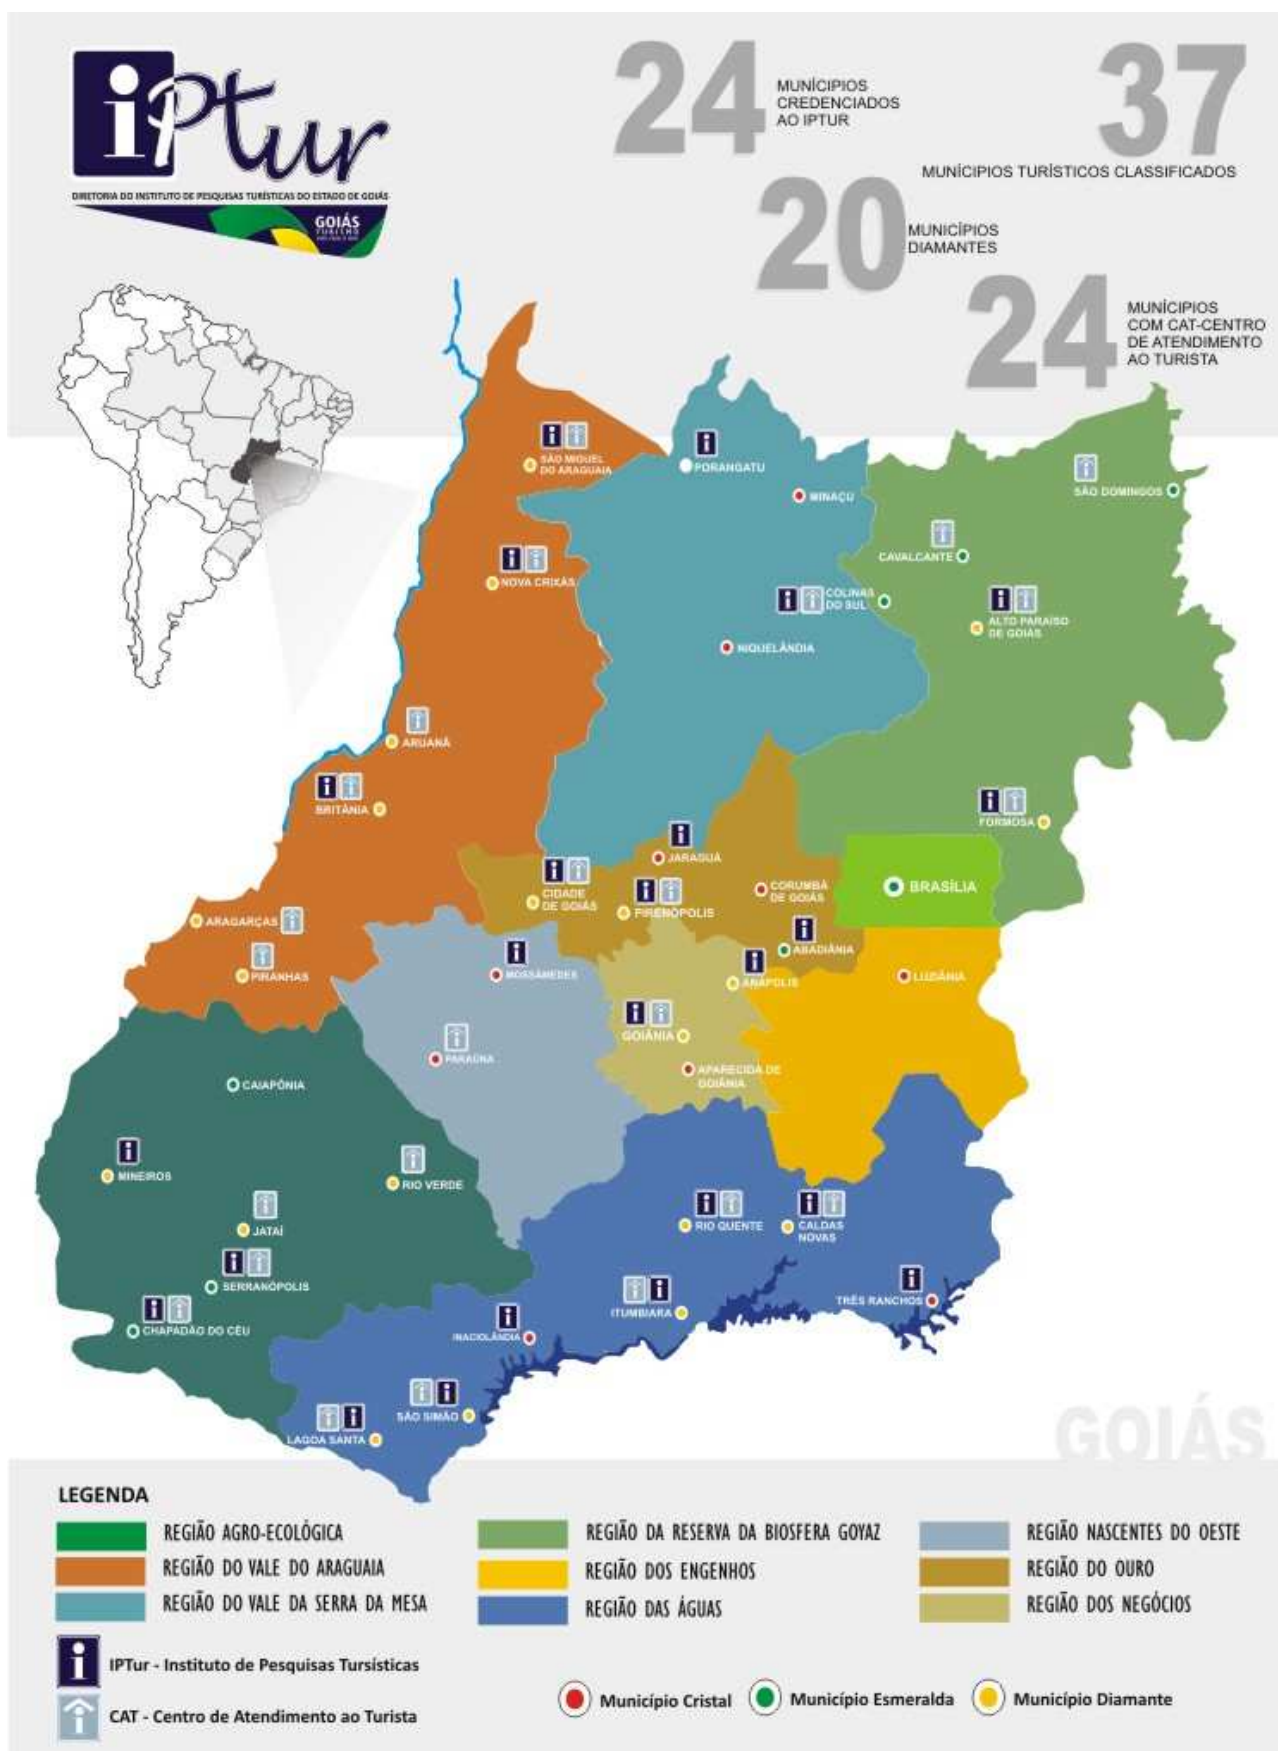 iPtur
DIRETORIA DO INSTITUTO DE PESQUISAS TURÍSTICAS DO ESTADO DE GOIÁS
GOIÁS
TURISMO
24
MUNÍCIPIOS
CREDENCIADOS
AO IPTUR
37
MUNÍCIPIOS TURÍSTICOS CLASSIFICADOS
20
MUNICÍPIOS
DIAMANTES
24
MUNÍCIPIOS
COM CAT-CENTRO
DE ATENDIMENTO
AO TURISTA
SÃO MIGUEL
DO ARAGUAIA
PORANGATU
MINAÇU
SÃO DOMINGOS
CAVALCANTE
NOVA CRIXÁS
COLINAS
DO SUL
ALTO PARAÍSO
DE GOIÁS
NIQUELÂNDIA
ARUANÃ
BRITÂNIA
FORMOSA
JARAGUÁ
CIDADE
DE GOIÁS
PIRENÓPOLIS
CORUMBÁ
DE GOIÁS
BRASÍLIA
ARAGARÇAS
ABADIÂNIA
PIRANHAS
MOSSÂMEDES
ANÁPOLIS
LUZIÂNIA
GOIÂNIA
PARAÚNA
APARECIDA DE
GOIÂNIA
CAIAPÔNIA
MINEIROS
RIO VERDE
JATAÍ
RIO QUENTE
CALDAS
NOVAS
SERRANÓPOLIS
CHAPADÃO DO CÉU
ITUMBIARA
TRÊS RANCHOS
INACIOLÂNDIA
SÃO SIMÃO
LAGOA SANTA
GOIÁS
LEGENDA
REGIÃO AGRO-ECOLÓGICA
REGIÃO DO VALE DO ARAGUAIA
REGIÃO DO VALE DA SERRA DA MESA
REGIÃO DA RESERVA DA BIOSFERA GOYAZ
REGIÃO DOS ENGENHOS
REGIÃO DAS ÁGUAS
REGIÃO NASCENTES DO OESTE
REGIÃO DO OURO
REGIÃO DOS NEGÓCIOS
IPTur - Instituto de Pesquisas Tursísticas
CAT - Centro de Atendimento ao Turista
Município Cristal
Município Esmeralda
Município Diamante